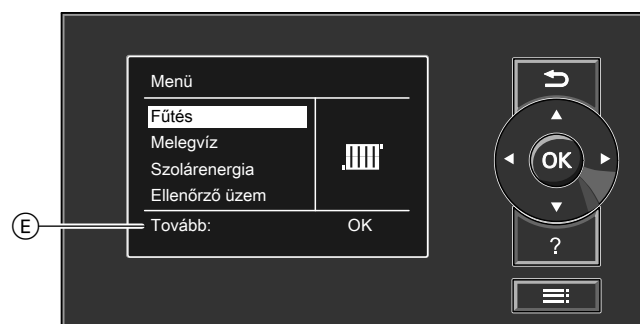 Menü
Fűtés
Melegvíz
Szolárenergia
Ellenőrző üzem
Tovább: OK
E
OK
?